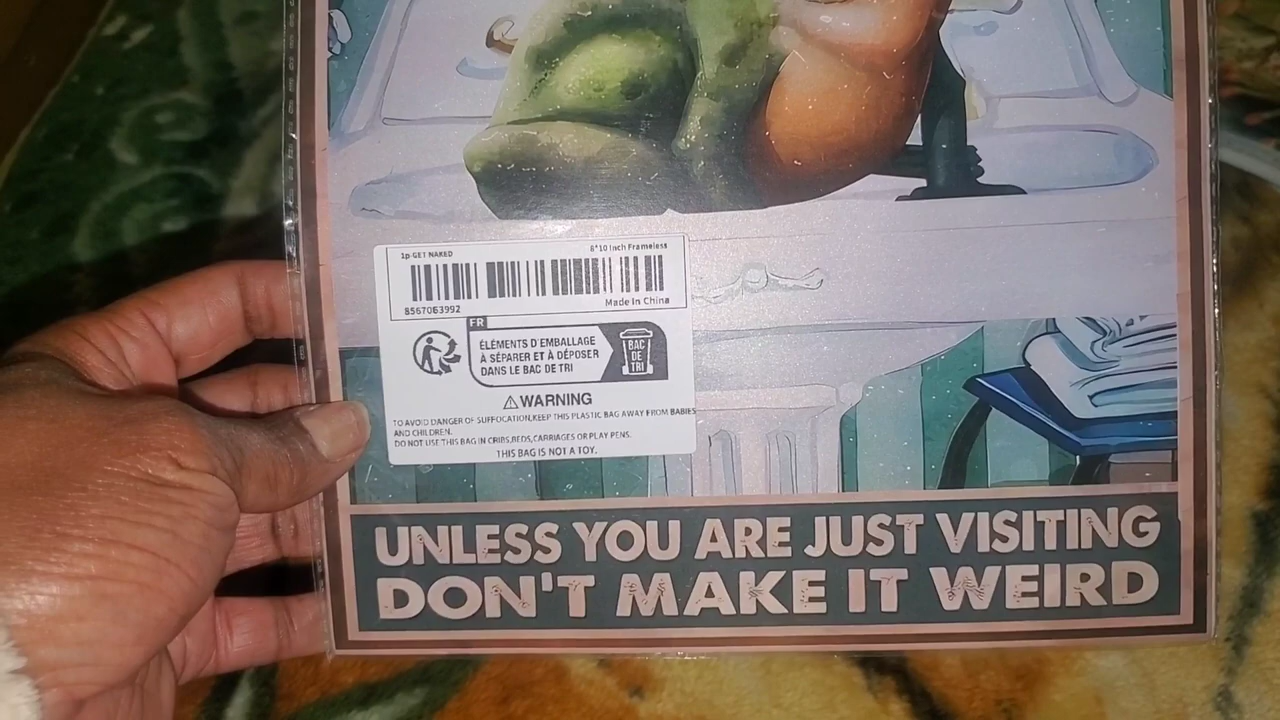 1p-GET NAKED
8*10 Inch Frameless
8567063992
Made In China
FR
ÉLÉMENTS D'EMBALLAGE
À SÉPARER ET À DÉPOSER
DANS LE BAC DE TRI
BAC
DE
TRI
⚠WARNING
TO AVOID DANGER OF SUFFOCATION,KEEP THIS PLASTIC BAG AWAY FROM BABIES
AND CHILDREN.
DO NOT USE THIS BAG IN CRIBS,BEDS,CARRIAGES OR PLAY PENS.
THIS BAG IS NOT A TOY.
UNLESS YOU ARE JUST VISITING
DON'T MAKE IT WEIRD